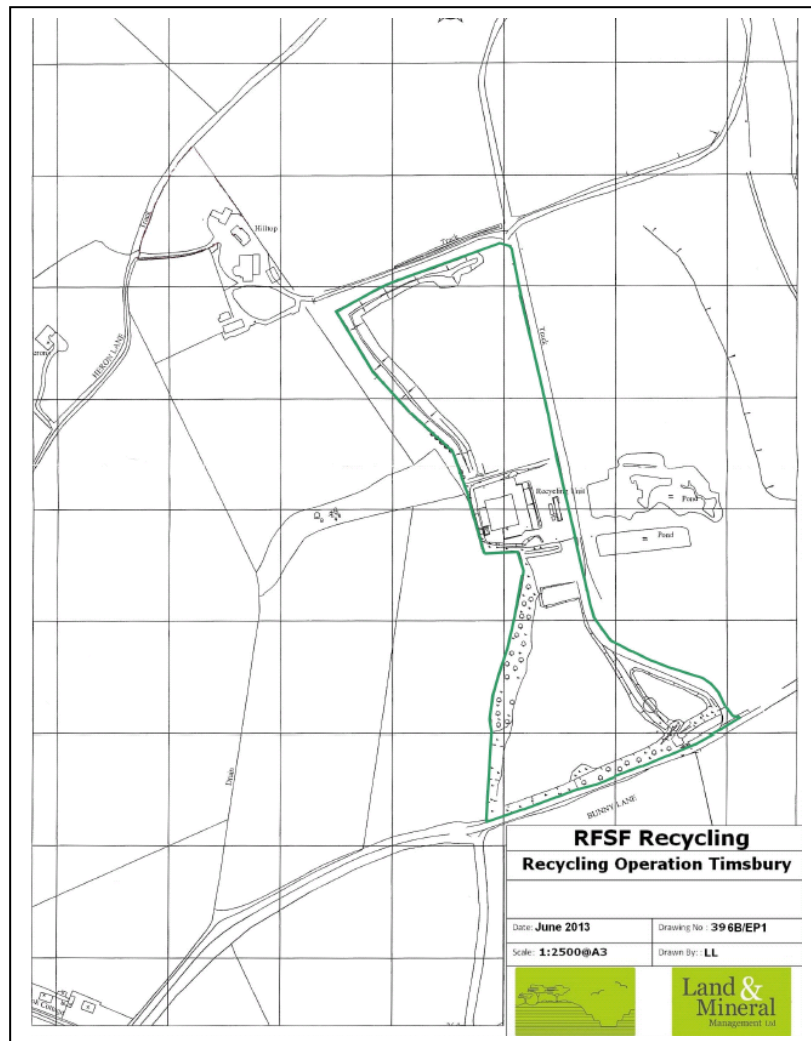 Track
Hilltop
Track
HERON LANE
Track
Recycling Unit
Pond
Pond
Drain
BUNNY LANE
RFSF Recycling
Recycling Operation Timsbury
Date: June 2013
Drawing No : 396B/EP1
Scale: 1:2500@A3
Drawn By: : LL
Land &
Mineral
Management Ltd